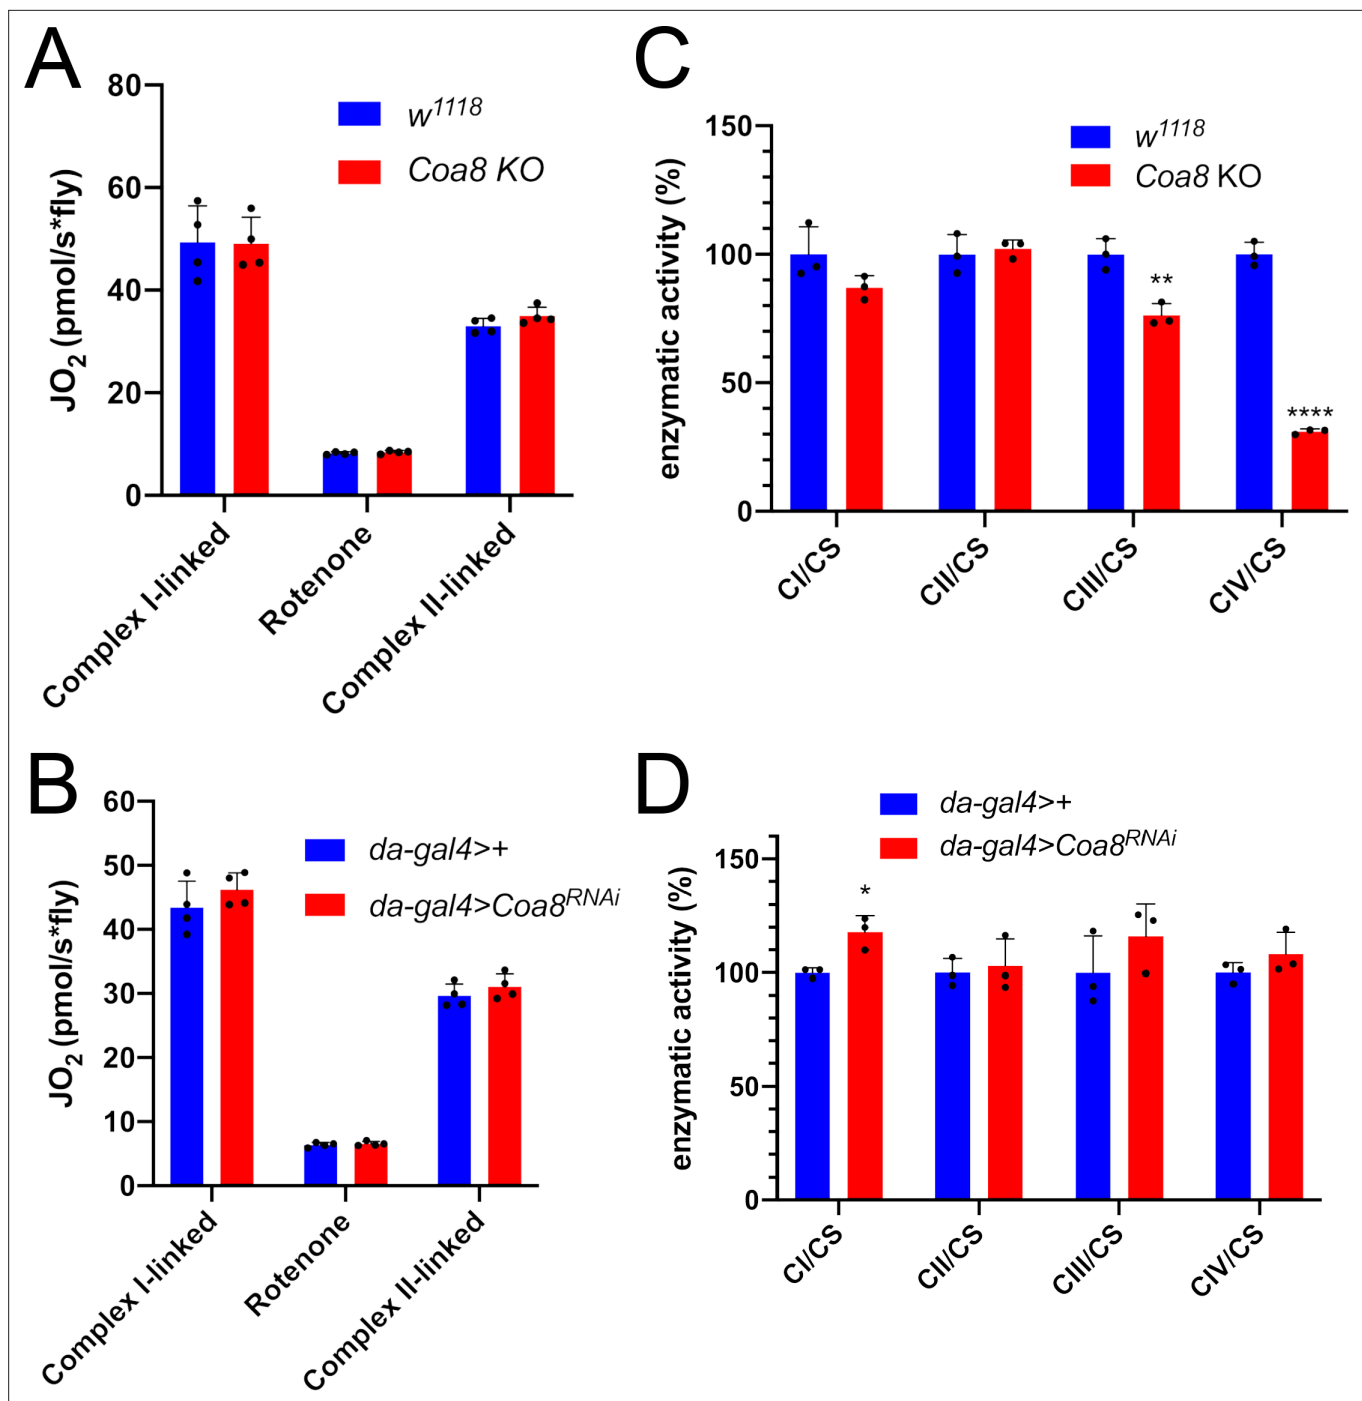 A
80
60
40
20
0
JO2 (pmol/s*fly)
w1118
Coa8 KO
Complex I-linked
Rotenone
Complex II-linked
C
150
100
50
0
enzymatic activity (%)
w1118
Coa8 KO
**
****
CI/CS
CII/CS
CIII/CS
CIV/CS
B
60
50
40
30
20
10
0
JO2 (pmol/s*fly)
da-gal4>+
da-gal4>Coa8RNAi
Complex I-linked
Rotenone
Complex II-linked
D
150
100
50
0
enzymatic activity (%)
da-gal4>+
da-gal4>Coa8RNAi
*
CI/CS
CII/CS
CIII/CS
CIV/CS